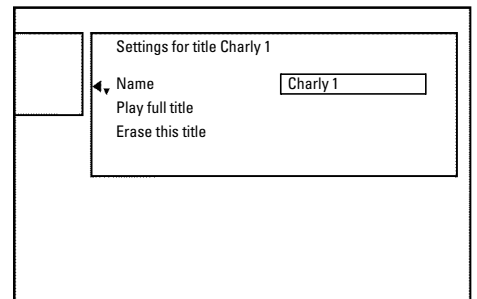 Settings for title Charly 1
Name Charly 1
Play full title
Erase this title